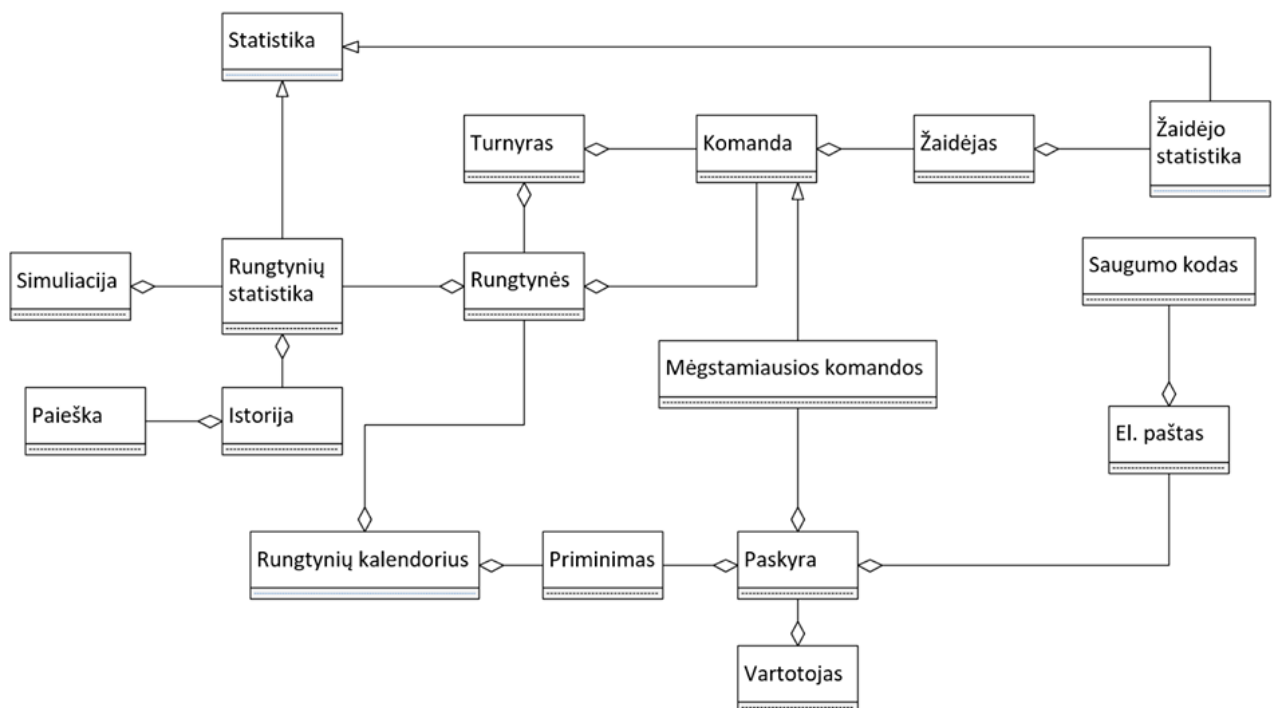 Statistika
Turnyras
Komanda
Žaidėjas
Žaidėjo
statistika
Simuliacija
Rungtynių
statistika
Rungtynės
Saugumo kodas
Mėgstamiausios komandos
Paieška
Istorija
El. paštas
Rungtynių kalendorius
Priminimas
Paskyra
Vartotojas